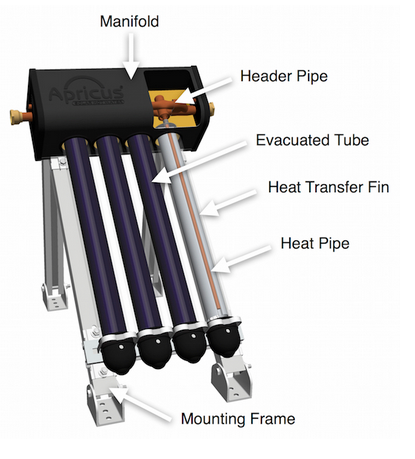 Manifold
Header Pipe
Apricus
Evacuated Tube
Heat Transfer Fin
Heat Pipe
Mounting Frame